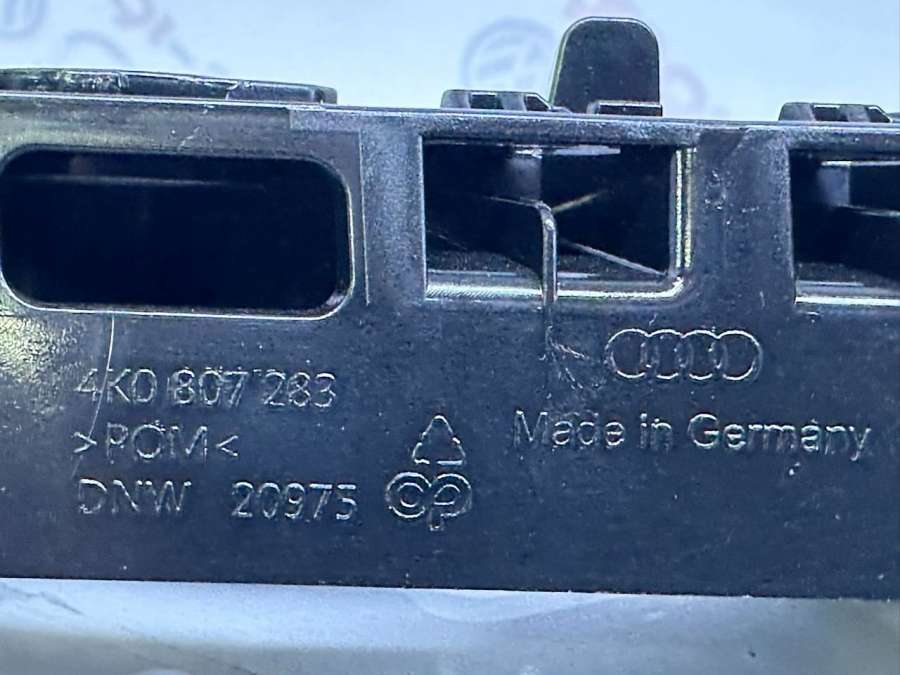 4K0 807 283
>POM<
DNW 20975
Made in Germany